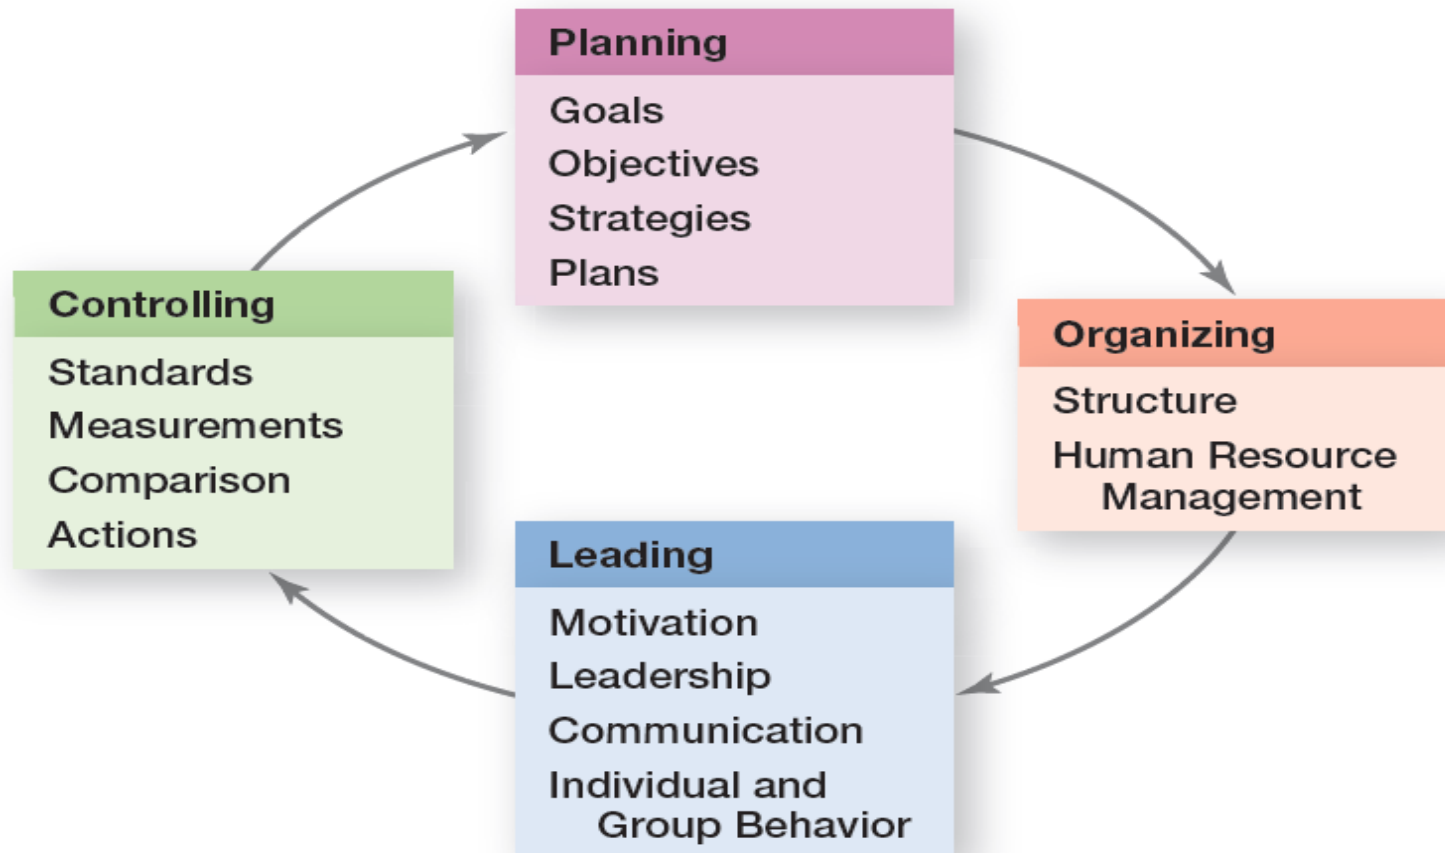 Planning
Goals
Objectives
Strategies
Plans
Organizing
Structure
Human Resource
Management
Leading
Motivation
Leadership
Communication
Individual and
Group Behavior
Controlling
Standards
Measurements
Comparison
Actions